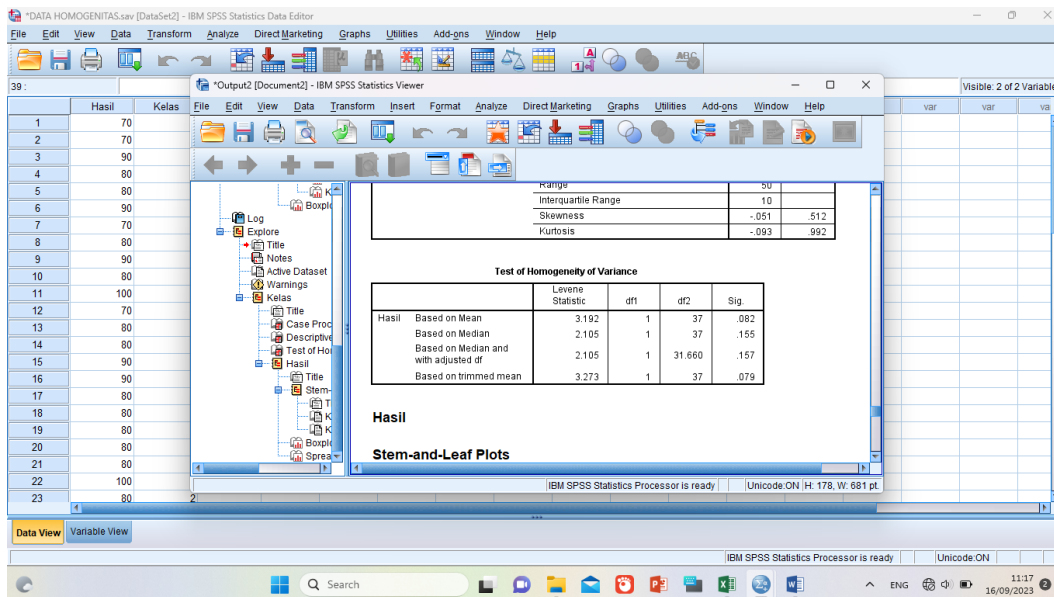 *DATA HOMOGENITAS.sav [DataSet2] - IBM SPSS Statistics Data Editor
File Edit View Data Transform Analyze Direct Marketing Graphs Utilities Add-ons Window Help
39 :
Visible: 2 of 2 Variable
Hasil Kelas var var va
1 70
2 70
3 90
4 80
5 80
6 90
7 70
8 80
9 90
10 80
11 100
12 70
13 80
14 80
15 90
16 90
17 80
18 80
19 80
20 80
21 80
22 100
23 80 2
*Output2 [Document2] - IBM SPSS Statistics Viewer
File Edit View Data Transform Insert Format Analyze Direct Marketing Graphs Utilities Add-ons Window Help
K
Boxplo
Log
Explore
Title
Notes
Active Dataset
Warnings
Kelas
Title
Case Proc
Descriptive
Test of Ho
Hasil
Title
Stem-
T
K
K
Boxplo
Sprea
Range 50
Interquartile Range 10
Skewness -.051 .512
Kurtosis -.093 .992
Test of Homogeneity of Variance
Levene
Statistic df1 df2 Sig.
Hasil Based on Mean 3.192 1 37 .082
Based on Median 2.105 1 37 .155
Based on Median and
with adjusted df 2.105 1 31.660 .157
Based on trimmed mean 3.273 1 37 .079
Hasil
Stem-and-Leaf Plots
IBM SPSS Statistics Processor is ready Unicode:ON H: 178, W: 681 pt.
Data View Variable View
IBM SPSS Statistics Processor is ready Unicode:ON
Search
ENG
11:17
16/09/2023
2